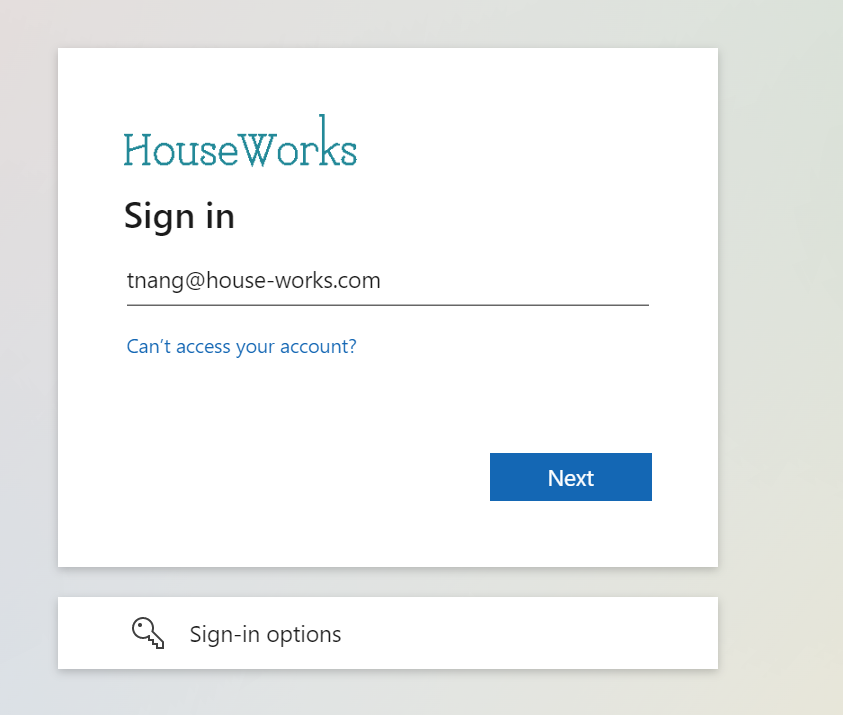 HouseWorks
Sign in
tnang@house-works.com
Can't access your account?
Next
Sign-in options